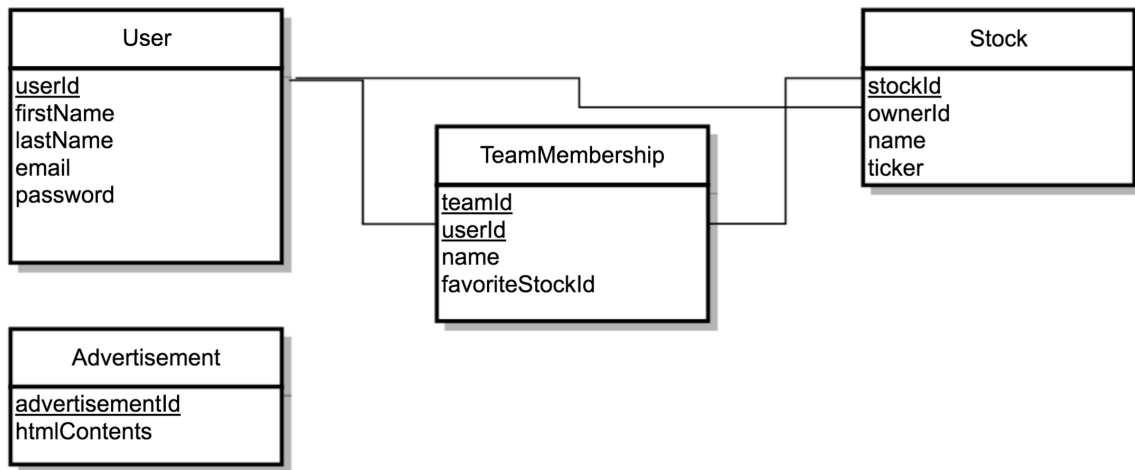 User
userId
firstName
lastName
email
password
Stock
stockId
ownerId
name
ticker
TeamMembership
teamId
userId
name
favoriteStockId
Advertisement
advertisementId
htmlContents